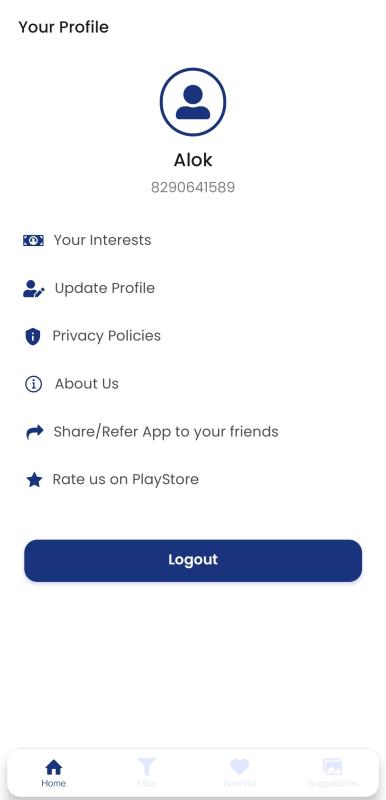 Your Profile
Alok
8290641589
Your Interests
Update Profile
Privacy Policies
About Us
Share/Refer App to your friends
Rate us on PlayStore
Logout
Home
Filter
Shortlist
Suggestions